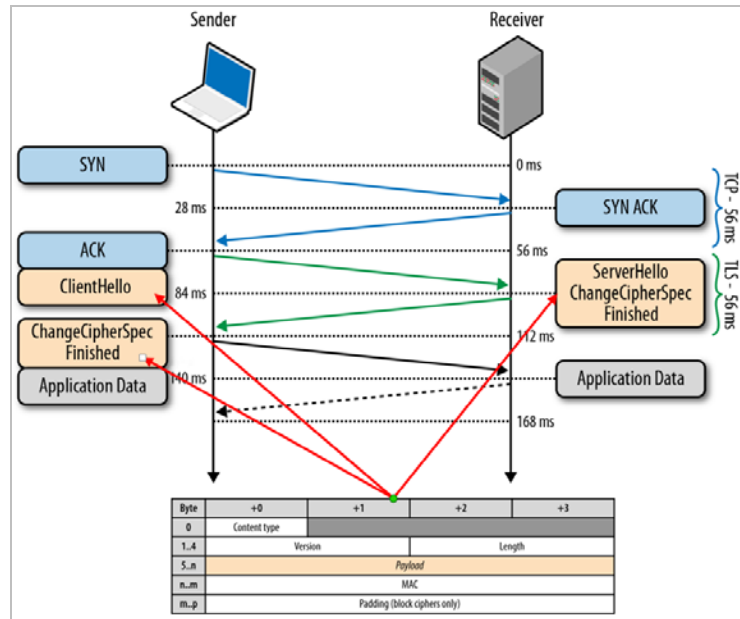 Sender
Receiver
SYN
0 ms
TCP - 56 ms
28 ms
SYN ACK
ACK
56 ms
ClientHello
84 ms
ServerHello
ChangeCipherSpec
Finished
TLS - 56 ms
ChangeCipherSpec
Finished
112 ms
Application Data
140 ms
Application Data
168 ms
Byte +0 +1 +2 +3
0 Content type
1..4 Version Length
5..n Payload
n..m MAC
m..p Padding (block ciphers only)